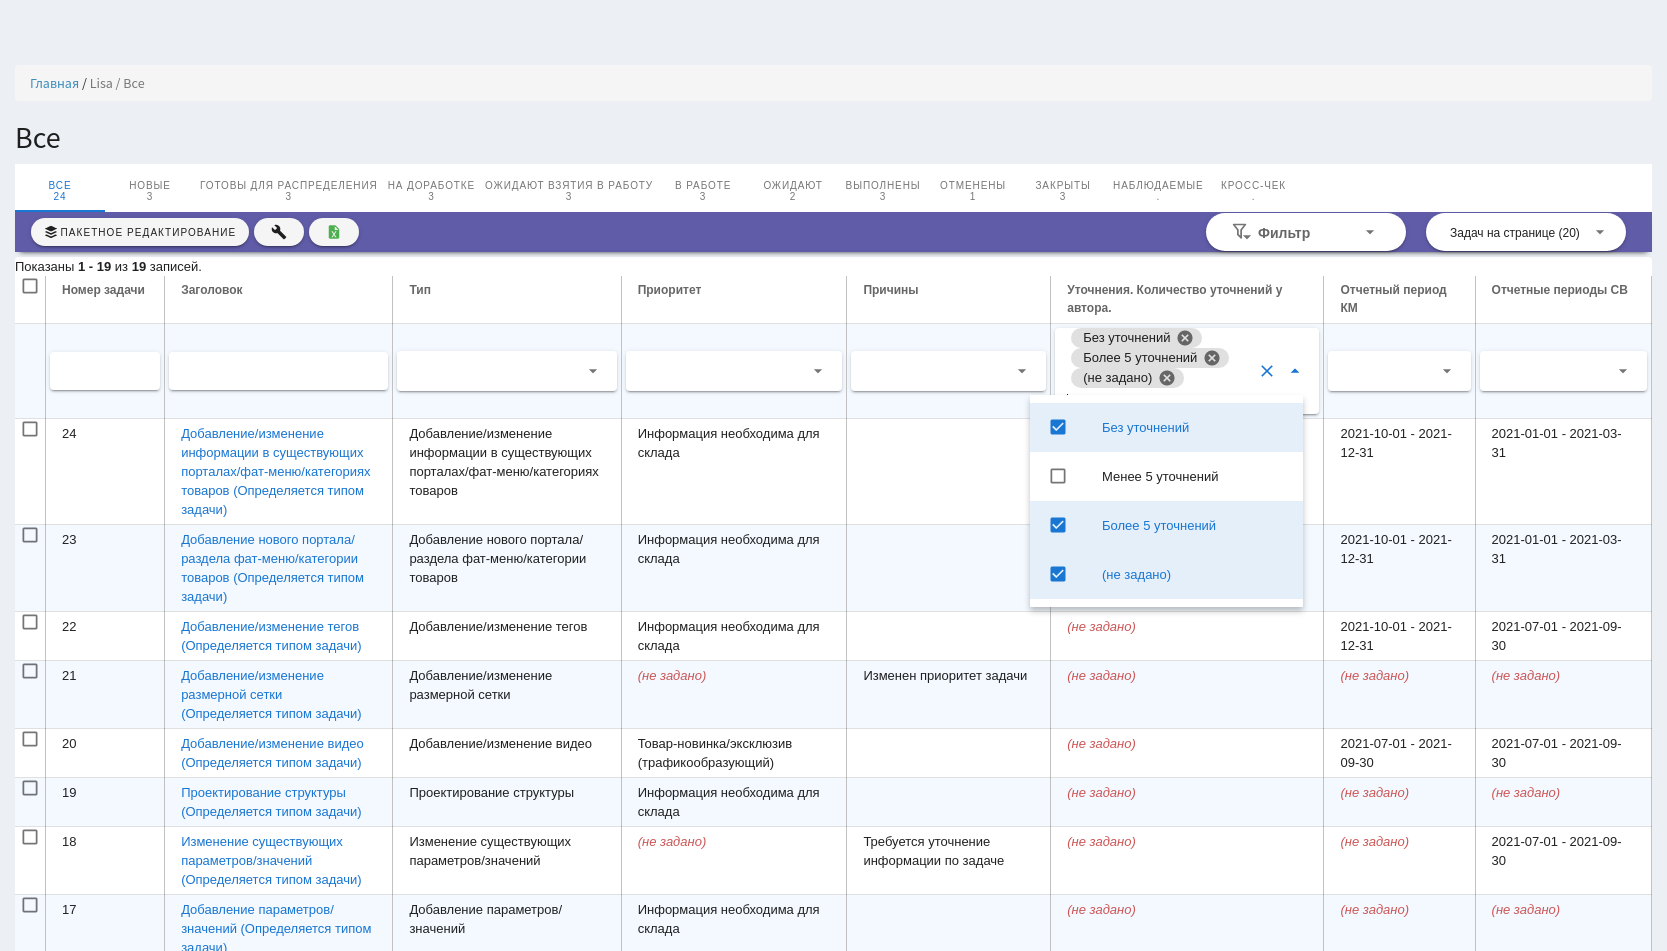 Главная / Lisa / Все
Все
ВСЕ
24
НОВЫЕ
3
ГОТОВЫ ДЛЯ РАСПРЕДЕЛЕНИЯ
3
НА ДОРАБОТКЕ
3
ОЖИДАЮТ ВЗЯТИЯ В РАБОТУ
3
В РАБОТЕ
3
ОЖИДАЮТ
2
ВЫПОЛНЕНЫ
3
ОТМЕНЕНЫ
1
ЗАКРЫТЫ
3
НАБЛЮДАЕМЫЕ
.
КРОСС-ЧЕК
.
ПАКЕТНОЕ РЕДАКТИРОВАНИЕ
Фильтр
Задач на странице (20)
Показаны 1 - 19 из 19 записей.
Номер задачи
Заголовок
Тип
Приоритет
Причины
Уточнения. Количество уточнений у
автора.
Отчетный период
КМ
Отчетные периоды СВ
Без уточнений
Более 5 уточнений
(не задано)
Без уточнений
Менее 5 уточнений
Более 5 уточнений
(не задано)
24
Добавление/изменение
информации в существующих
порталах/фат-меню/категориях
товаров (Определяется типом
задачи)
Добавление/изменение
информации в существующих
порталах/фат-меню/категориях
товаров
Информация необходима для
склада
2021-10-01 - 2021-
12-31
2021-01-01 - 2021-03-
31
23
Добавление нового портала/
раздела фат-меню/категории
товаров (Определяется типом
задачи)
Добавление нового портала/
раздела фат-меню/категории
товаров
Информация необходима для
склада
2021-10-01 - 2021-
12-31
2021-01-01 - 2021-03-
31
22
Добавление/изменение тегов
(Определяется типом задачи)
Добавление/изменение тегов
Информация необходима для
склада
(не задано)
2021-10-01 - 2021-
12-31
2021-07-01 - 2021-09-
30
21
Добавление/изменение
размерной сетки
(Определяется типом задачи)
Добавление/изменение
размерной сетки
(не задано)
Изменен приоритет задачи
(не задано)
(не задано)
(не задано)
20
Добавление/изменение видео
(Определяется типом задачи)
Добавление/изменение видео
Товар-новинка/эксклюзив
(трафикообразующий)
(не задано)
2021-07-01 - 2021-
09-30
2021-07-01 - 2021-09-
30
19
Проектирование структуры
(Определяется типом задачи)
Проектирование структуры
Информация необходима для
склада
(не задано)
(не задано)
(не задано)
18
Изменение существующих
параметров/значений
(Определяется типом задачи)
Изменение существующих
параметров/значений
(не задано)
Требуется уточнение
информации по задаче
(не задано)
(не задано)
2021-07-01 - 2021-09-
30
17
Добавление параметров/
значений (Определяется типом
задачи)
Добавление параметров/
значений
Информация необходима для
склада
(не задано)
(не задано)
(не задано)